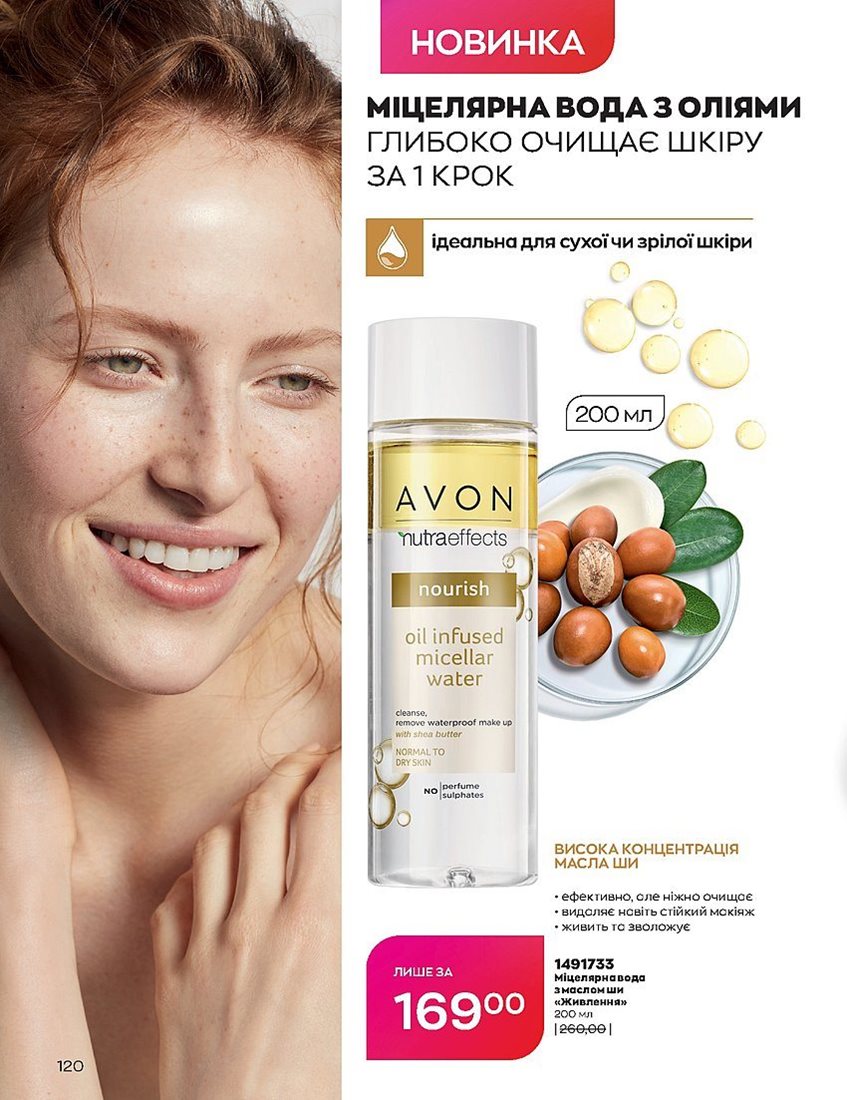 НОВИНКА
МІЦЕЛЯРНА ВОДА З ОЛІЯМИ
ГЛИБОКО ОЧИЩАЄ ШКІРУ
ЗА 1 КРОК
ідеальна для сухої чи зрілої шкіри
200 мл
AVON
nutraeffects
nourish
oil infused
micellar
water
cleanse,
remove waterproof make up
with shea butter
NORMAL TO
DRY SKIN
NO perfume
sulphates
ВИСОКА КОНЦЕНТРАЦІЯ
МАСЛА ШИ
• ефективно, але ніжно очищає
• видаляє навіть стійкий макіяж
• живить та зволожує
ЛИШЕ ЗА
169⁰⁰
1491733
Міцелярна вода
з маслом ши
«Живлення»
200 мл
| 260,00 |
120